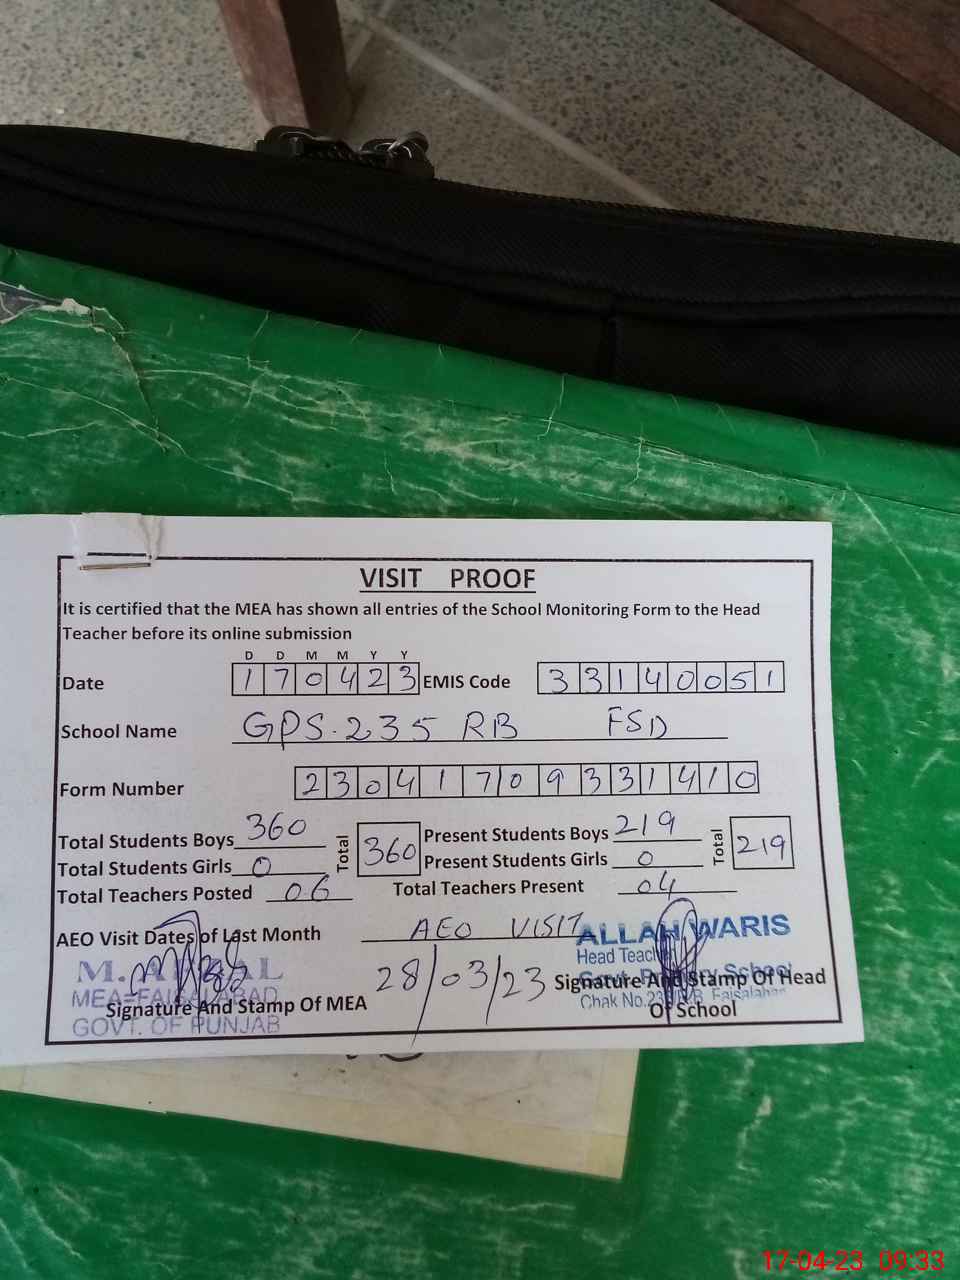 VISIT PROOF
It is certified that the MEA has shown all entries of the School Monitoring Form to the Head
Teacher before its online submission
D D M M Y Y
Date 170423 EMIS Code 33140051
School Name GPS. 235 RB FSD
Form Number 23041709331410
Total Students Boys 360 Total 360 Present Students Boys 219 Total 219
Total Students Girls 0 Present Students Girls 0
Total Teachers Posted 06 Total Teachers Present 04
AEO Visit Dates of Last Month AEO VISIT
28/03/23
ALLAH WARIS
Head Teacher
Govt. Primary School
Chak No. Faisalabad
MEA=FAISALABAD
GOVT. OF PUNJAB
Signature And Stamp Of MEA
Signature And Stamp Of Head
Of School
17-04-23 09:33